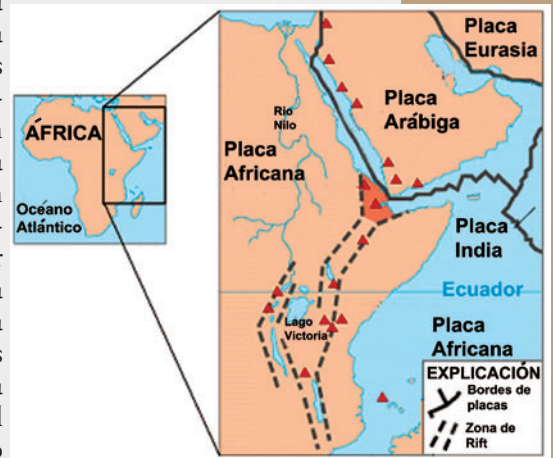 ÁFRICA
Océano
Atlántico
Placa
Eurasia
Placa
Arábiga
Rio
Nilo
Placa
Africana
Placa
India
Ecuador
Lago
Victoria
Placa
Africana
EXPLICACIÓN
Bordes de
placas
Zona de
Rift